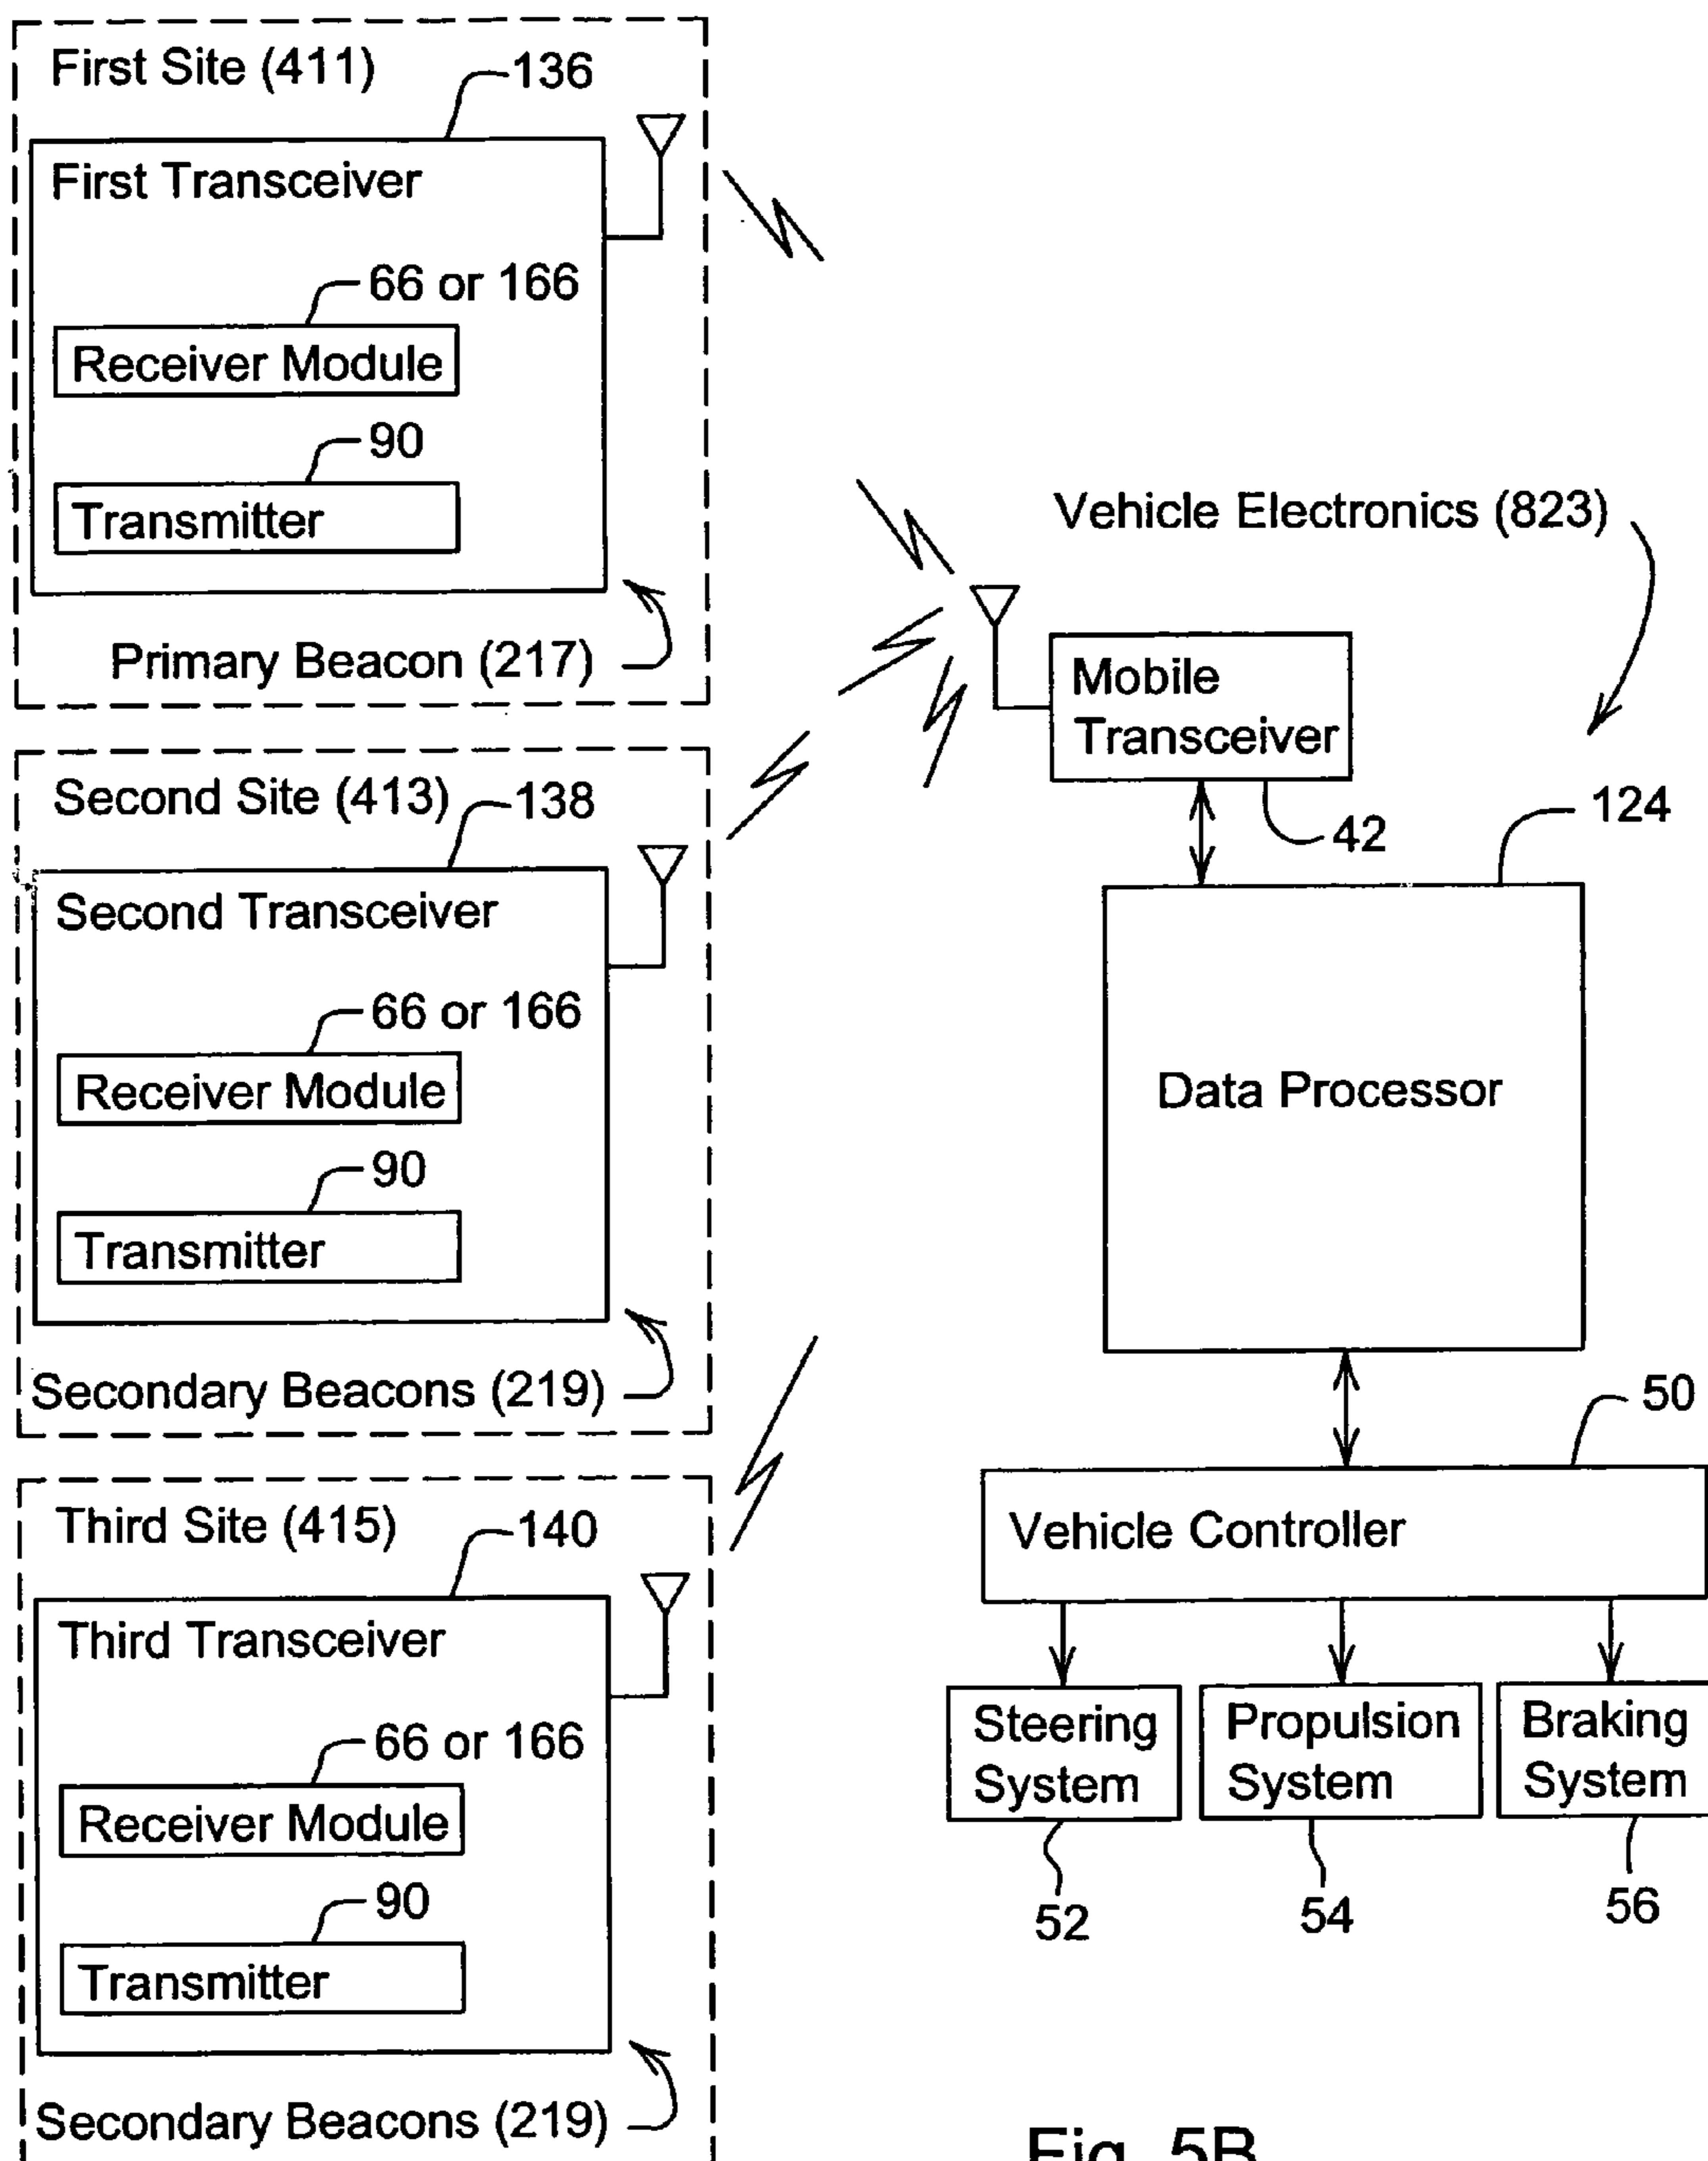 First Site (411)
136
First Transceiver
66 or 166
Receiver Module
90
Transmitter
Primary Beacon (217)
Second Site (413)
138
Second Transceiver
66 or 166
Receiver Module
90
Transmitter
Secondary Beacons (219)
Third Site (415)
140
Third Transceiver
66 or 166
Receiver Module
90
Transmitter
Secondary Beacons (219)
Vehicle Electronics (823)
Mobile
Transceiver
42
124
Data Processor
50
Vehicle Controller
Steering
System
Propulsion
System
Braking
System
52
54
56
Fig. 5B